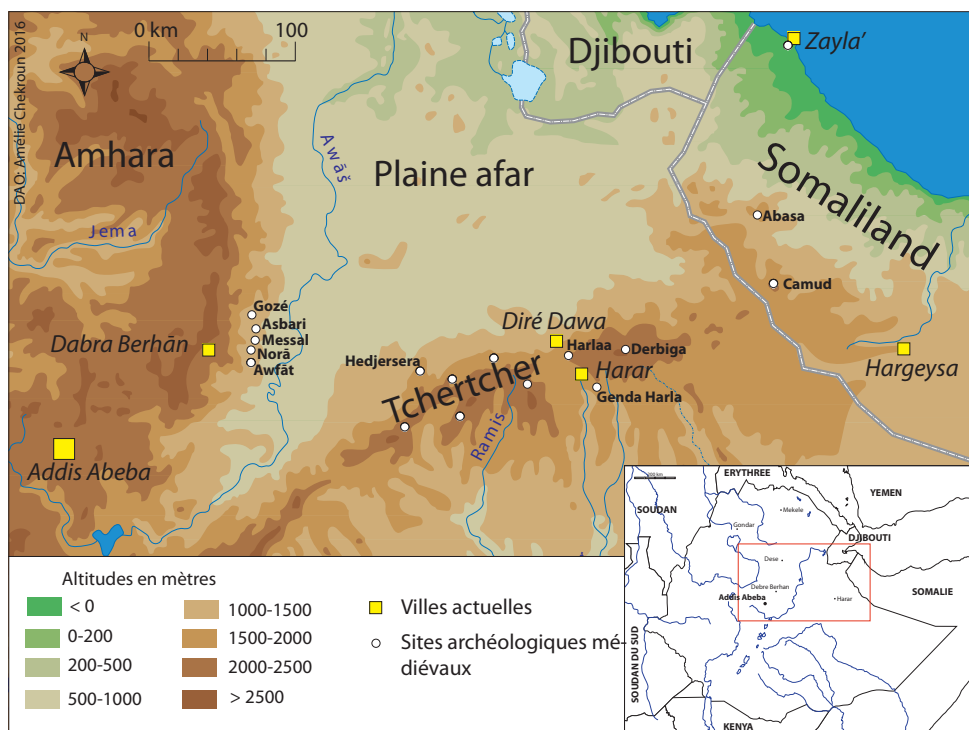 DAO: Amélie Chekroun 2016
N
0 km 100
Djibouti
Zayla'
Amhara
Awāš
Plaine afar
Somaliland
Jema
Abasa
Camud
Gozé
Asbari
Messal
Norā
Awfāt
Dabra Berhān
Diré Dawa
Harlaa
Derbiga
Hedjersera
Tchertcher
Harar
Genda Harla
Hargeysa
Ramis
Addis Abeba
Altitudes en mètres
< 0
0-200
200-500
500-1000
1000-1500
1500-2000
2000-2500
> 2500
Villes actuelles
Sites archéologiques mé-
diévaux
ERYTHREE
YEMEN
SOUDAN
Mekele
Gondar
DJIBOUTI
Dese
Debre Berhan
Addis Abeba
Harar
SOMALIE
SOUDAN DU SUD
KENYA